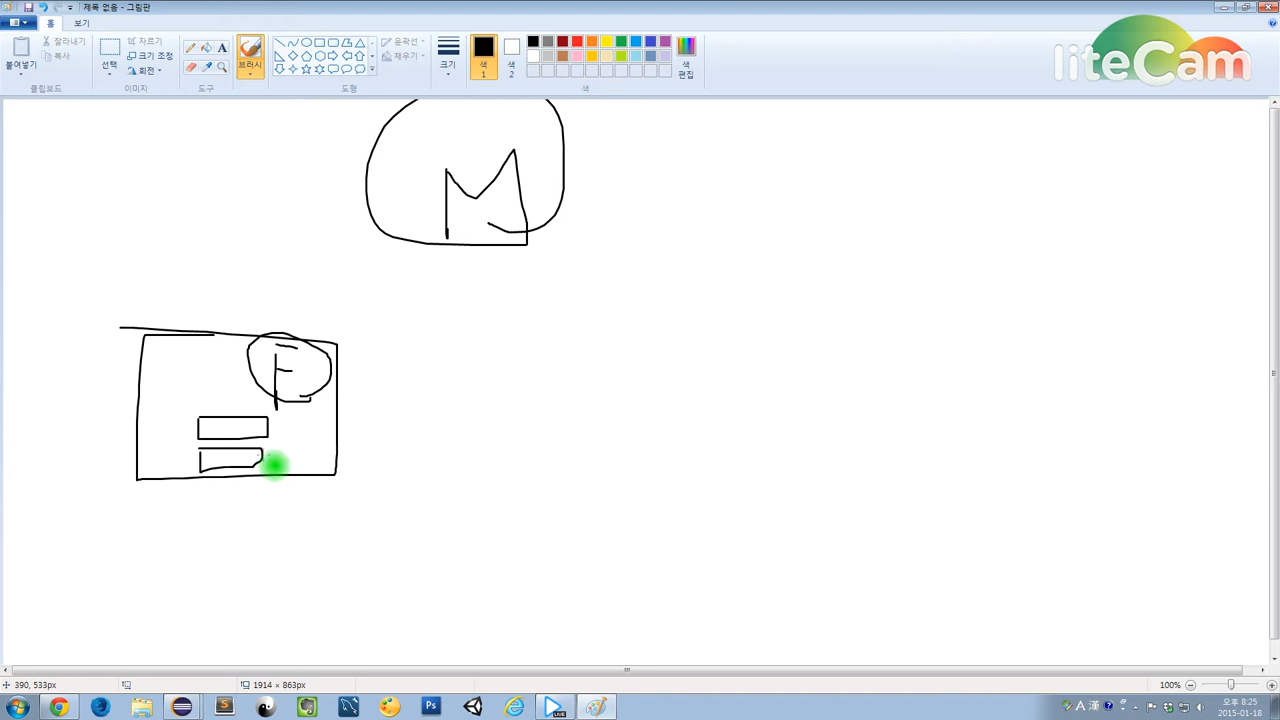 제목 없음 - 그림판
홈
보기
붙여넣기
잘라내기
복사
클립보드
선택
자르기
크기 조정
회전
이미지
A
도구
브러시
윤곽선
채우기
도형
크기
색
1
색
2
색
편집
색
liteCam
M
E
390, 533px
1914 × 863px
100%
LIVE
Ps
A 漢
오후 8:25
2015-01-18